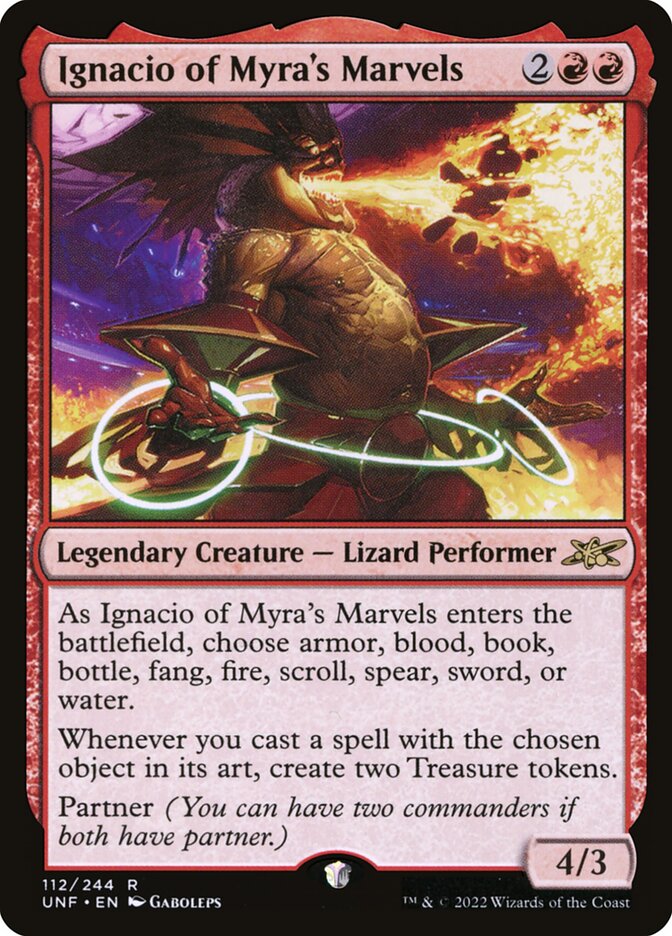 Ignacio of Myra's Marvels 2
Legendary Creature — Lizard Performer
As Ignacio of Myra's Marvels enters the
battlefield, choose armor, blood, book,
bottle, fang, fire, scroll, spear, sword, or
water.
Whenever you cast a spell with the chosen
object in its art, create two Treasure tokens.
Partner (You can have two commanders if
both have partner.)
4/3
112/244 R
UNF • EN Gaboleps
™ & © 2022 Wizards of the Coast